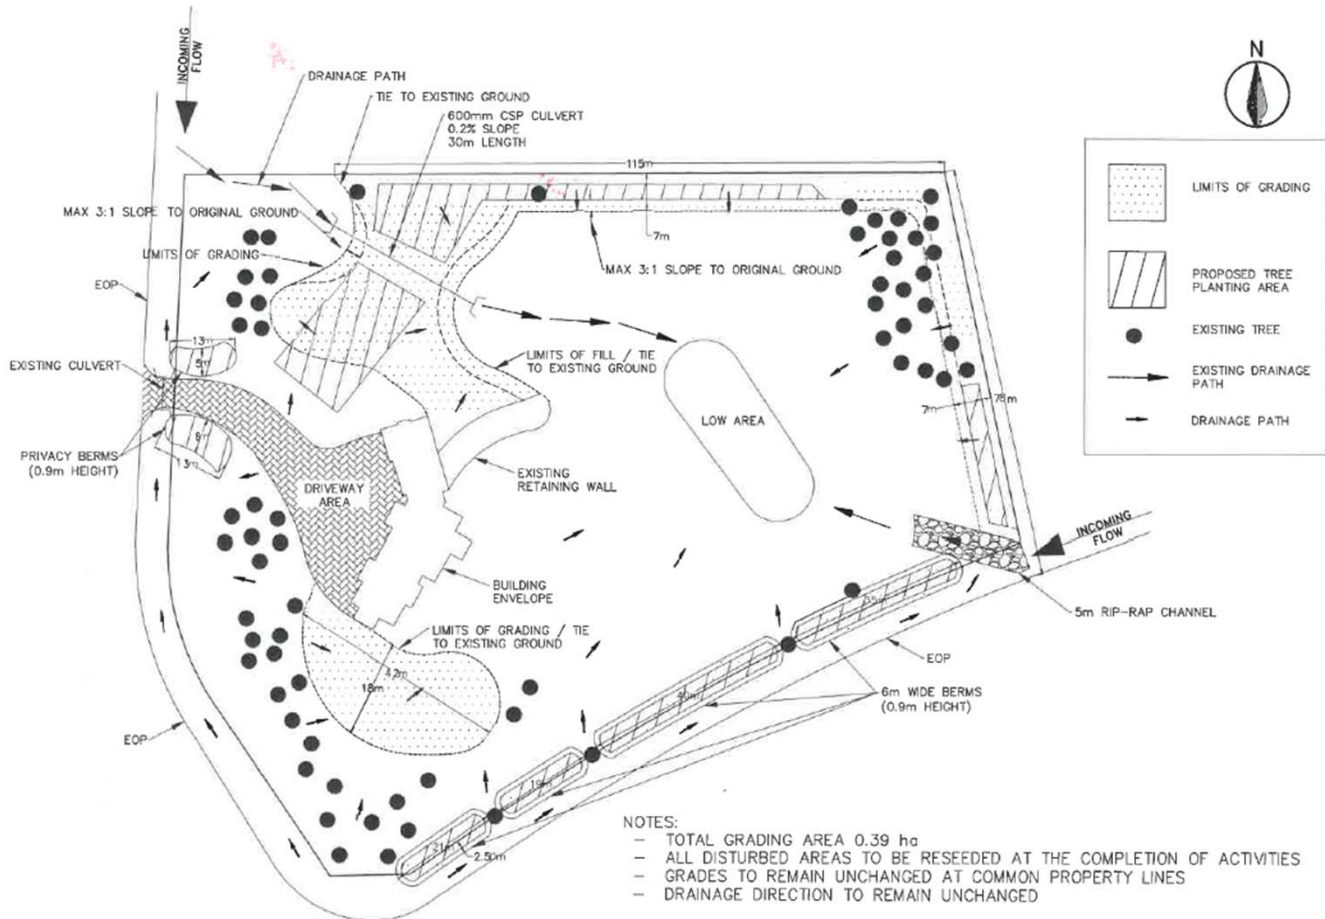 INCOMING
FLOW
DRAINAGE PATH
TIE TO EXISTING GROUND
600mm CSP CULVERT
0.2% SLOPE
30m LENGTH
N
115m
LIMITS OF GRADING
MAX 3:1 SLOPE TO ORIGINAL GROUND
7m
LIMITS OF GRADING
MAX 3:1 SLOPE TO ORIGINAL GROUND
PROPOSED TREE
PLANTING AREA
EOP
EXISTING TREE
13m
5m
EXISTING CULVERT
LIMITS OF FILL / TIE
TO EXISTING GROUND
EXISTING DRAINAGE
PATH
7m
78m
LOW AREA
DRAINAGE PATH
PRIVACY BERMS
(0.9m HEIGHT)
13m
EXISTING
RETAINING WALL
DRIVEWAY
AREA
INCOMING
FLOW
BUILDING
ENVELOPE
5m RIP-RAP CHANNEL
LIMITS OF GRADING / TIE
TO EXISTING GROUND
EOP
42m
18m
40m
6m WIDE BERMS
(0.9m HEIGHT)
EOP
19m
21m
2.50m
NOTES:
- TOTAL GRADING AREA 0.39 ha
- ALL DISTURBED AREAS TO BE RESEEDED AT THE COMPLETION OF ACTIVITIES
- GRADES TO REMAIN UNCHANGED AT COMMON PROPERTY LINES
- DRAINAGE DIRECTION TO REMAIN UNCHANGED